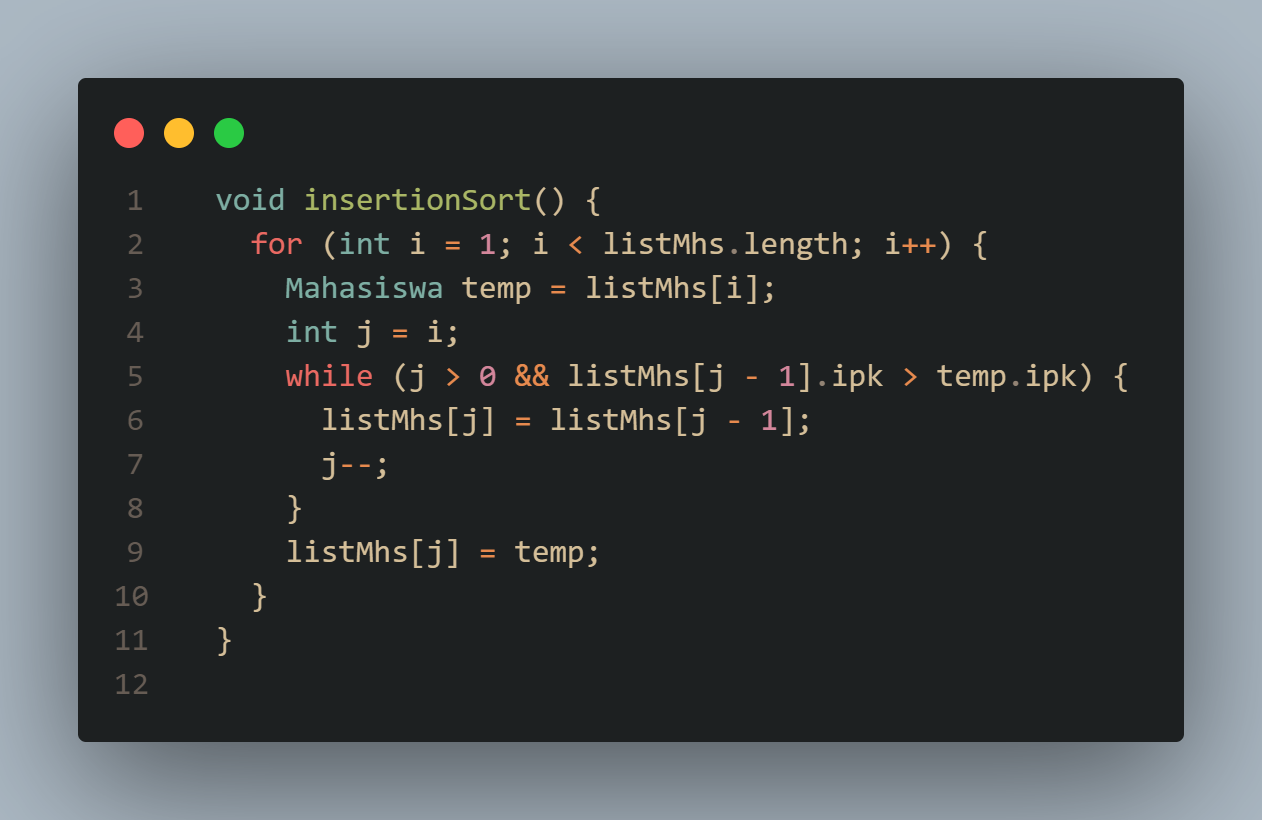 1 void insertionSort() {
2 for (int i = 1; i < listMhs.length; i++) {
3 Mahasiswa temp = listMhs[i];
4 int j = i;
5 while (j > 0 && listMhs[j - 1].ipk > temp.ipk) {
6 listMhs[j] = listMhs[j - 1];
7 j--;
8 }
9 listMhs[j] = temp;
10 }
11 }
12